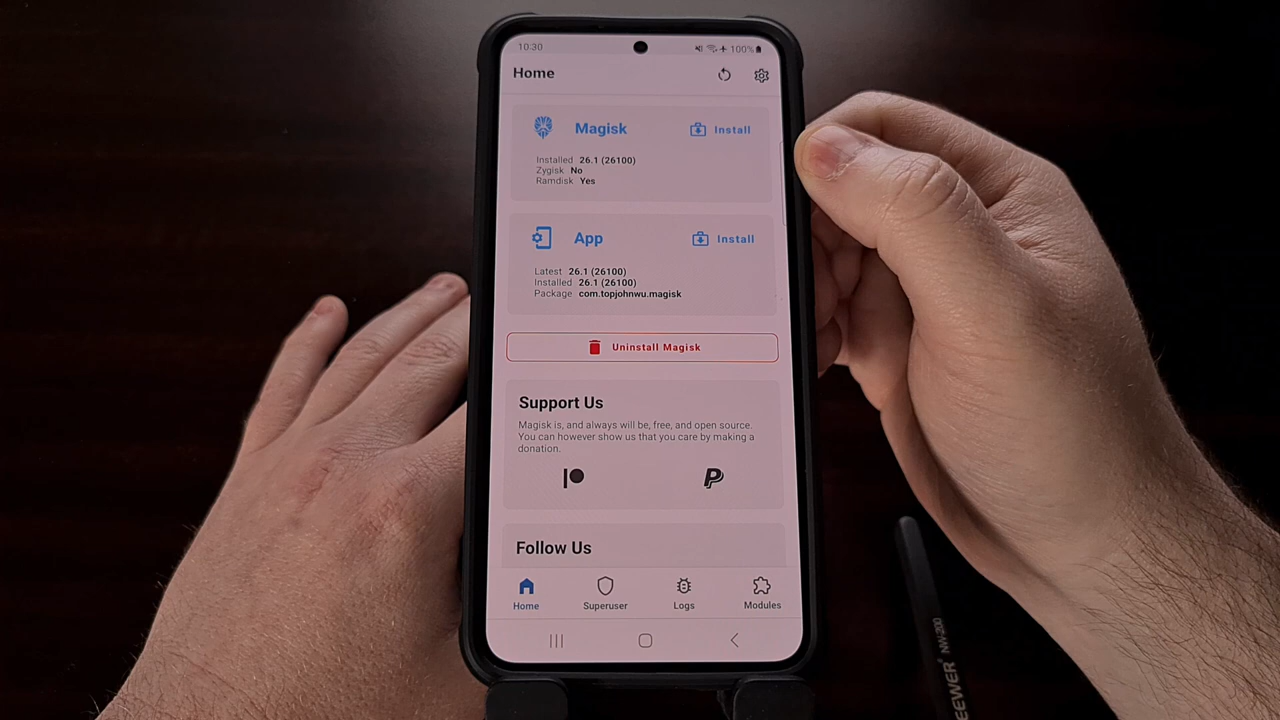 10:30 100%
Home
Magisk Install
Installed 26.1 (26100)
Zygisk No
Ramdisk Yes
App Install
Latest 26.1 (26100)
Installed 26.1 (26100)
Package com.topjohnwu.magisk
Uninstall Magisk
Support Us
Magisk is, and always will be, free, and open source.
You can however show us that you care by making a
donation.
Follow Us
Home Superuser Logs Modules
EEWER NW-700